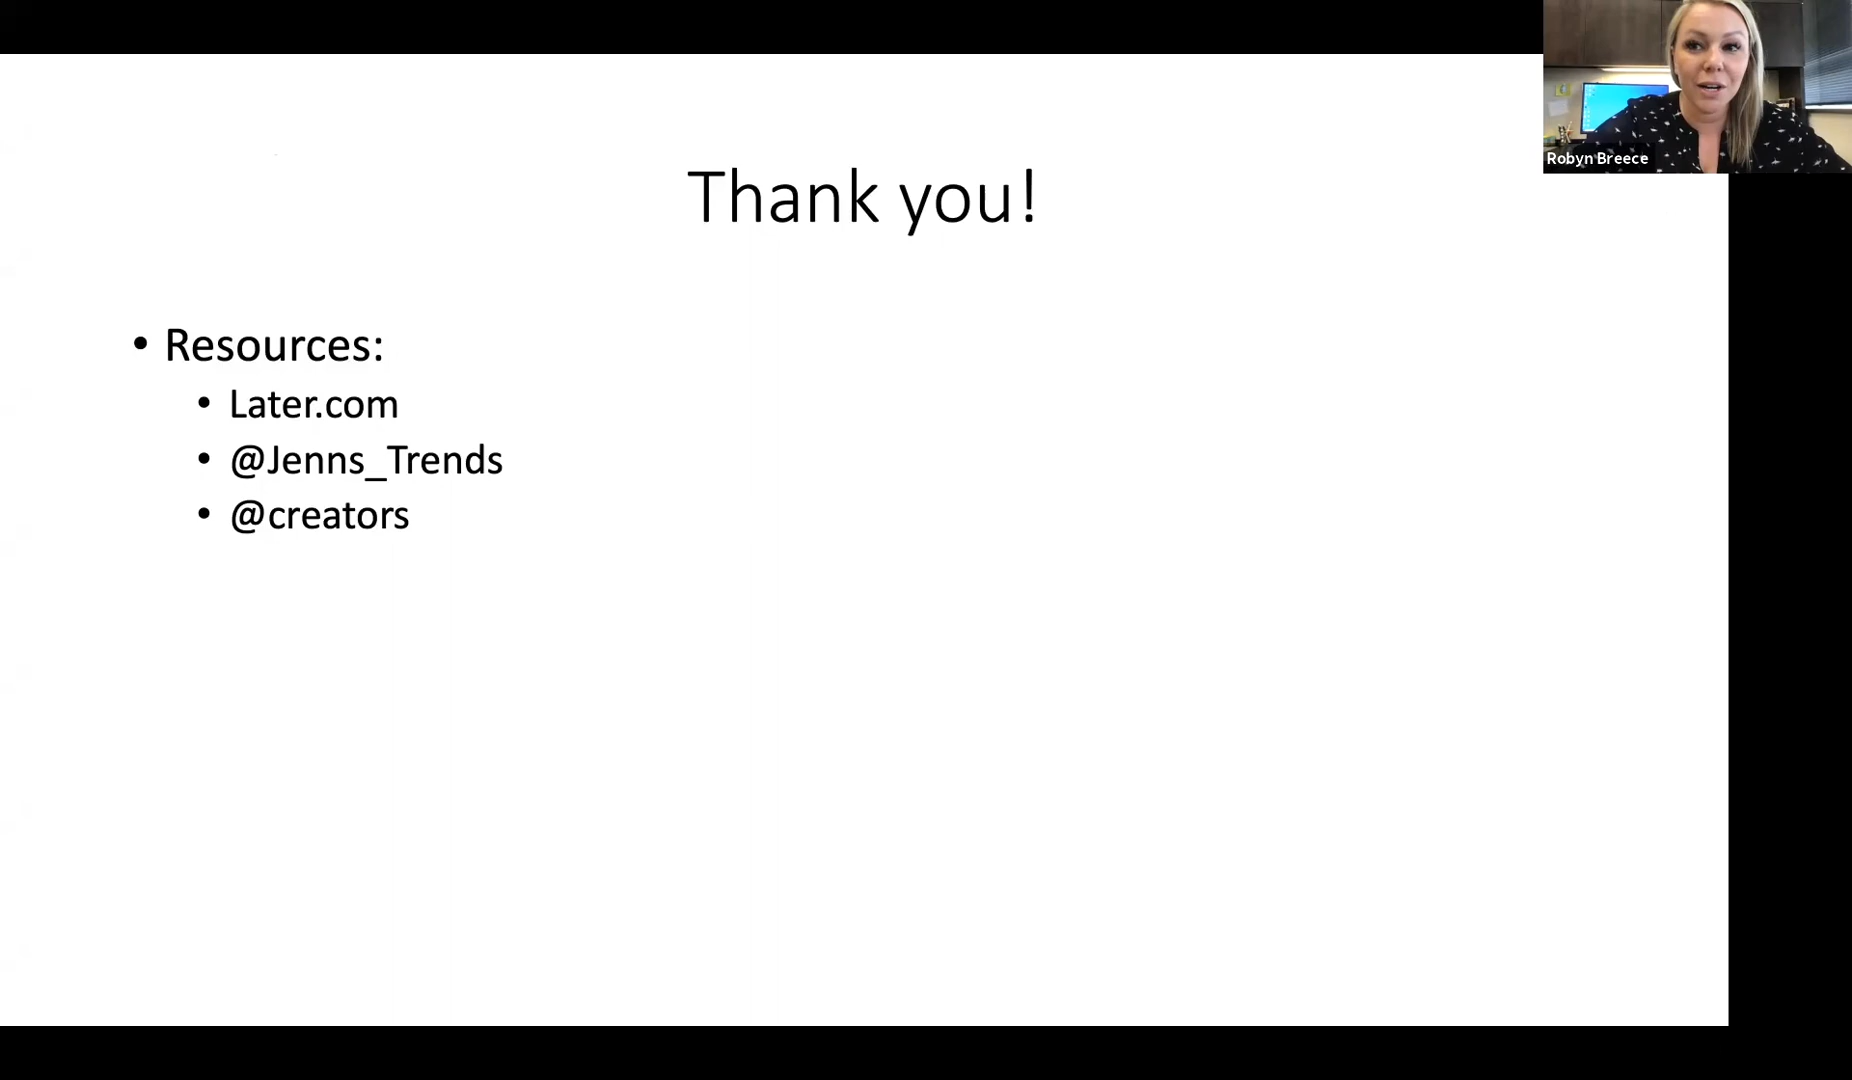 Thank you!
Robyn Breece
• Resources:
• Later.com
• @Jenns_Trends
• @creators